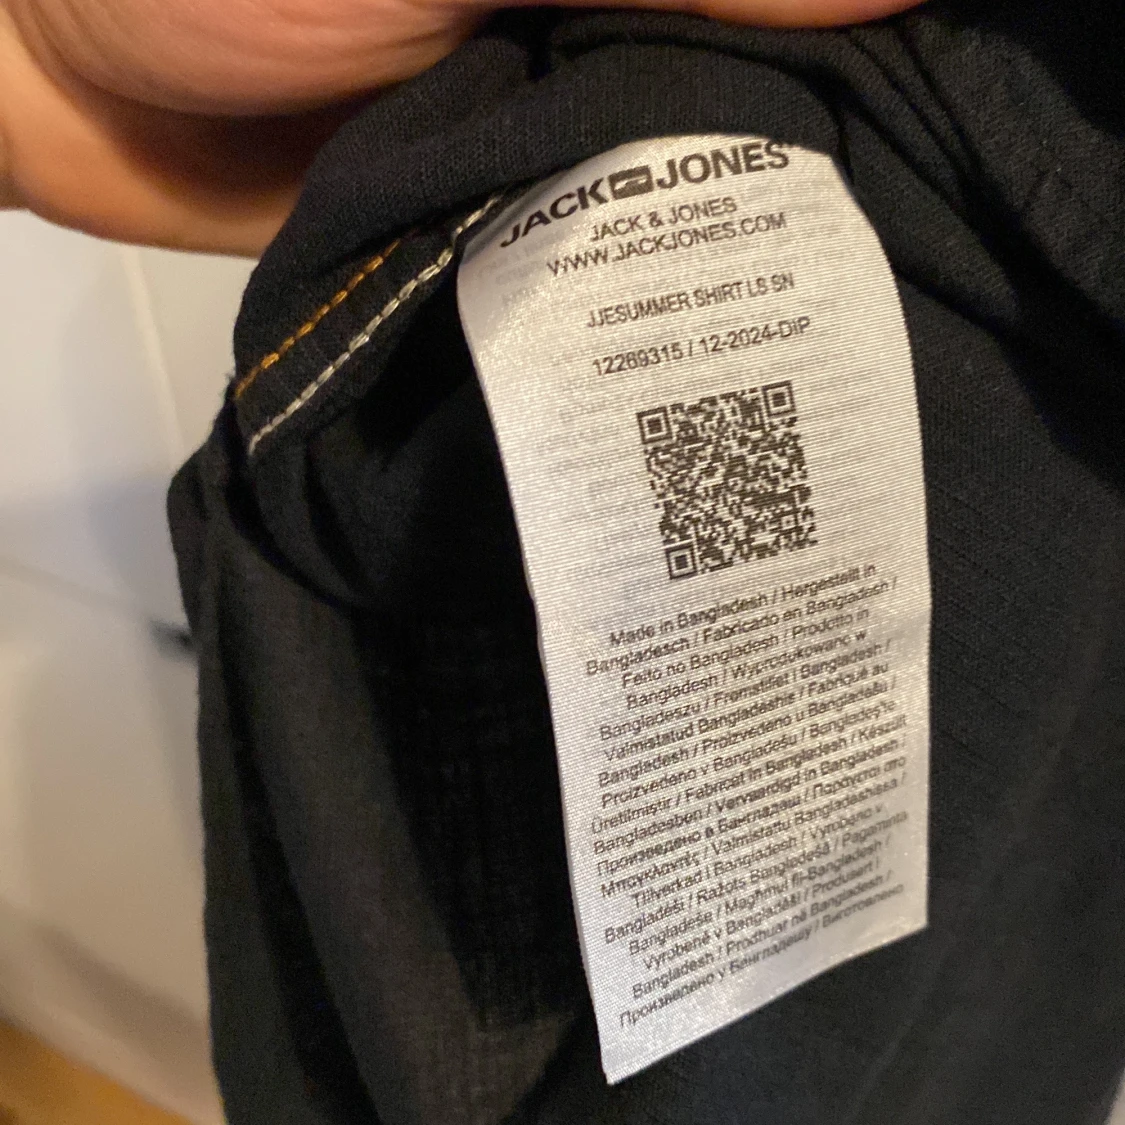 JACK JONES
JACK & JONES
WWW.JACKJONES.COM
JJESUMMER SHIRT LS SN
12269315 / 12-2024-DIP
Made in Bangladesh / Hergestellt in
Bangladesch / Fabricado en Bangladesh /
Feito no Bangladesh / Prodotto in
Bangladesh / Wyprodukowano w
Bangladeszu / Fremstillet i Bangladesh /
Valmistatud Bangladeshis / Fabriqué au
Bangladesh / Proizvedeno u Bangladešu /
Proizvedeno v Bangladešu / Bangladeş'te
Üretilmiştir / Fabricat în Bangladesh / Készült
Bangladesben / Vervaardigd in Bangladesh /
Произведено в Бангладеш / Παράγεται στο
Μπαγκλαντές / Valmistettu Bangladeshissa /
Tillverkad i Bangladesh / Vyrobeno v
Bangladéši / Ražots Bangladešā / Pagaminta
Bangladeše / Magħmul fil-Bangladesh /
Vyrobené v Bangladéši / Produsert i
Bangladesh / Prodhuar në Bangladesh /
Произведено у Бангладешу / Виготовлено